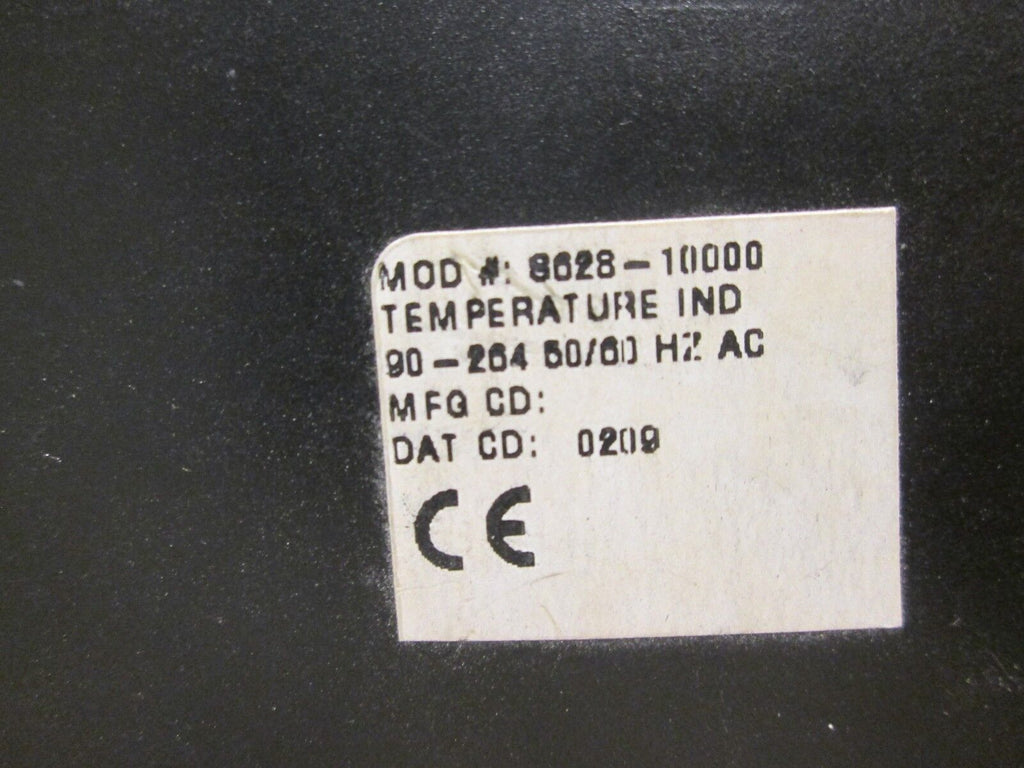 MOD #: 8628-10000
TEMPERATURE IND
90-264 50/60 HZ AC
MFG CD:
DAT CD: 0209
CE